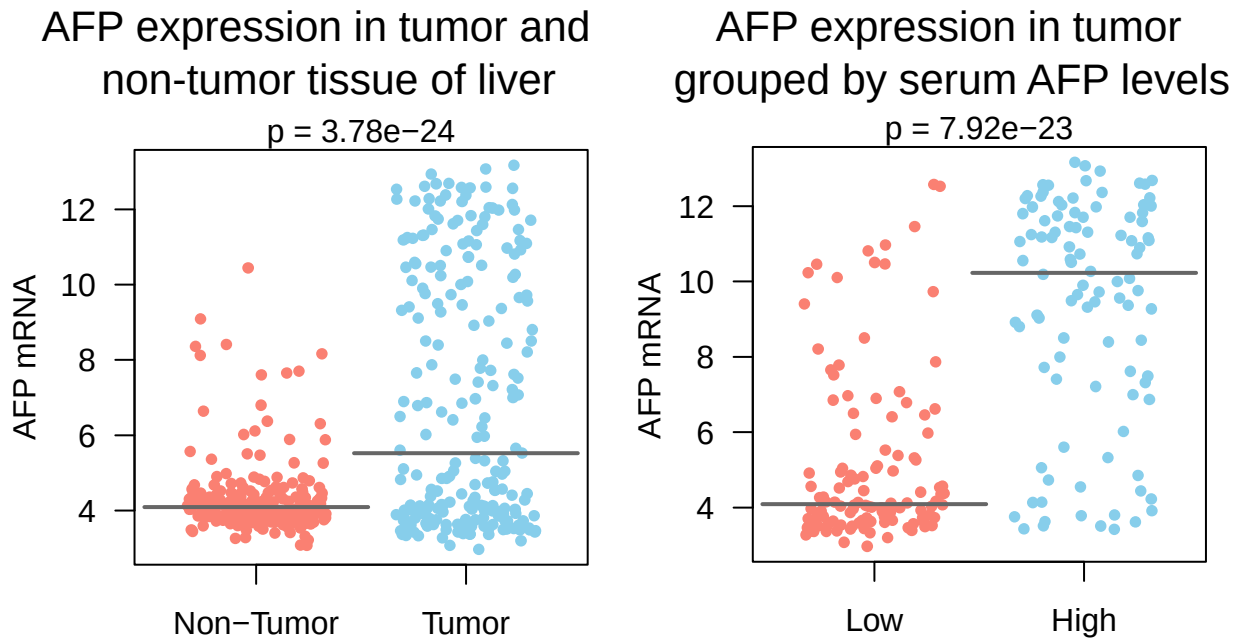 AFP expression in tumor and
non-tumor tissue of liver
p = 3.78e−24
AFP mRNA
12
10
8
6
4
Non−Tumor
Tumor
AFP expression in tumor
grouped by serum AFP levels
p = 7.92e−23
AFP mRNA
12
10
8
6
4
Low
High